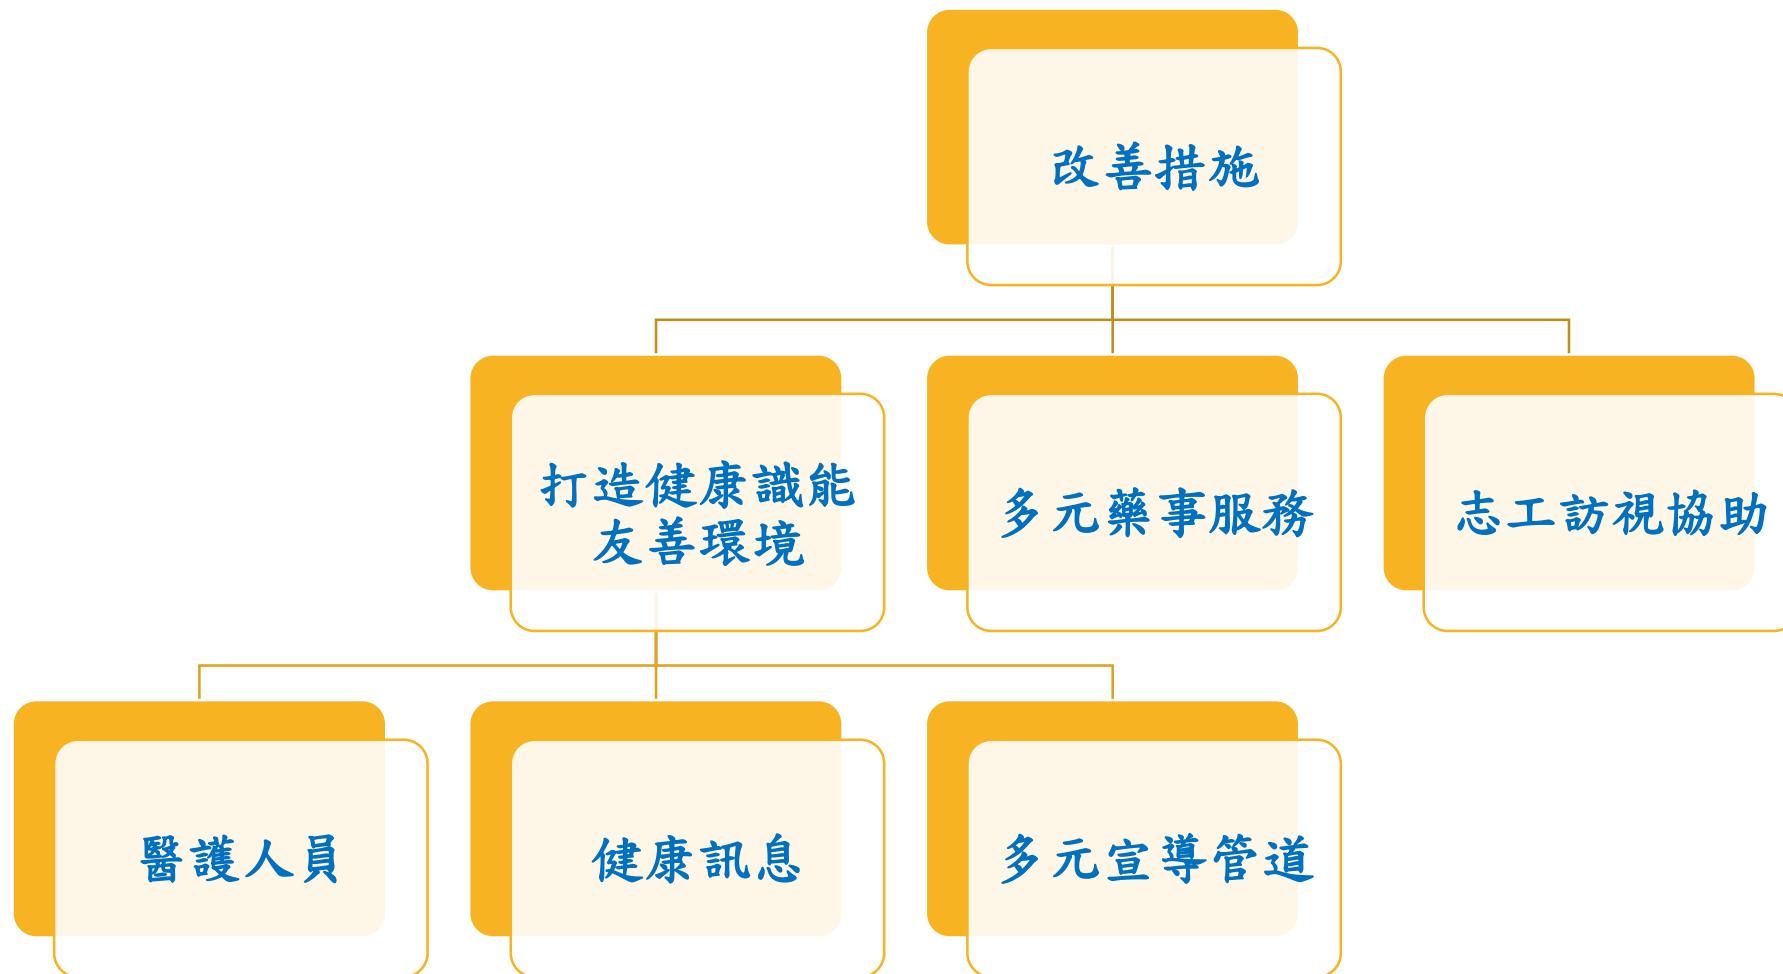 改善措施
打造健康識能
友善環境
多元藥事服務
志工訪視協助
醫護人員
健康訊息
多元宣導管道